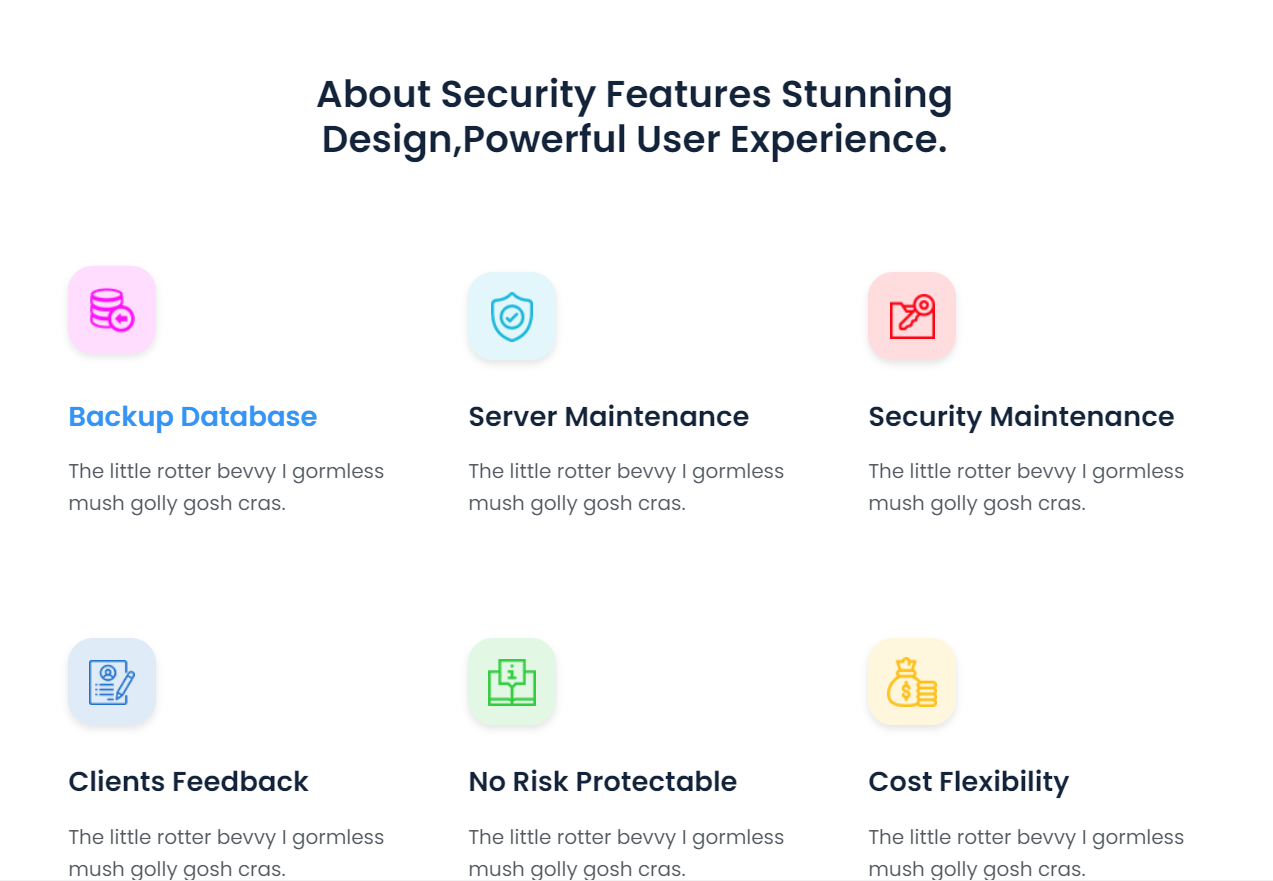 About Security Features Stunning
Design,Powerful User Experience.
Backup Database
The little rotter bevvy I gormless
mush golly gosh cras.
Server Maintenance
The little rotter bevvy I gormless
mush golly gosh cras.
Security Maintenance
The little rotter bevvy I gormless
mush golly gosh cras.
Clients Feedback
The little rotter bevvy I gormless
mush golly gosh cras.
No Risk Protectable
The little rotter bevvy I gormless
mush golly gosh cras.
Cost Flexibility
The little rotter bevvy I gormless
mush golly gosh cras.